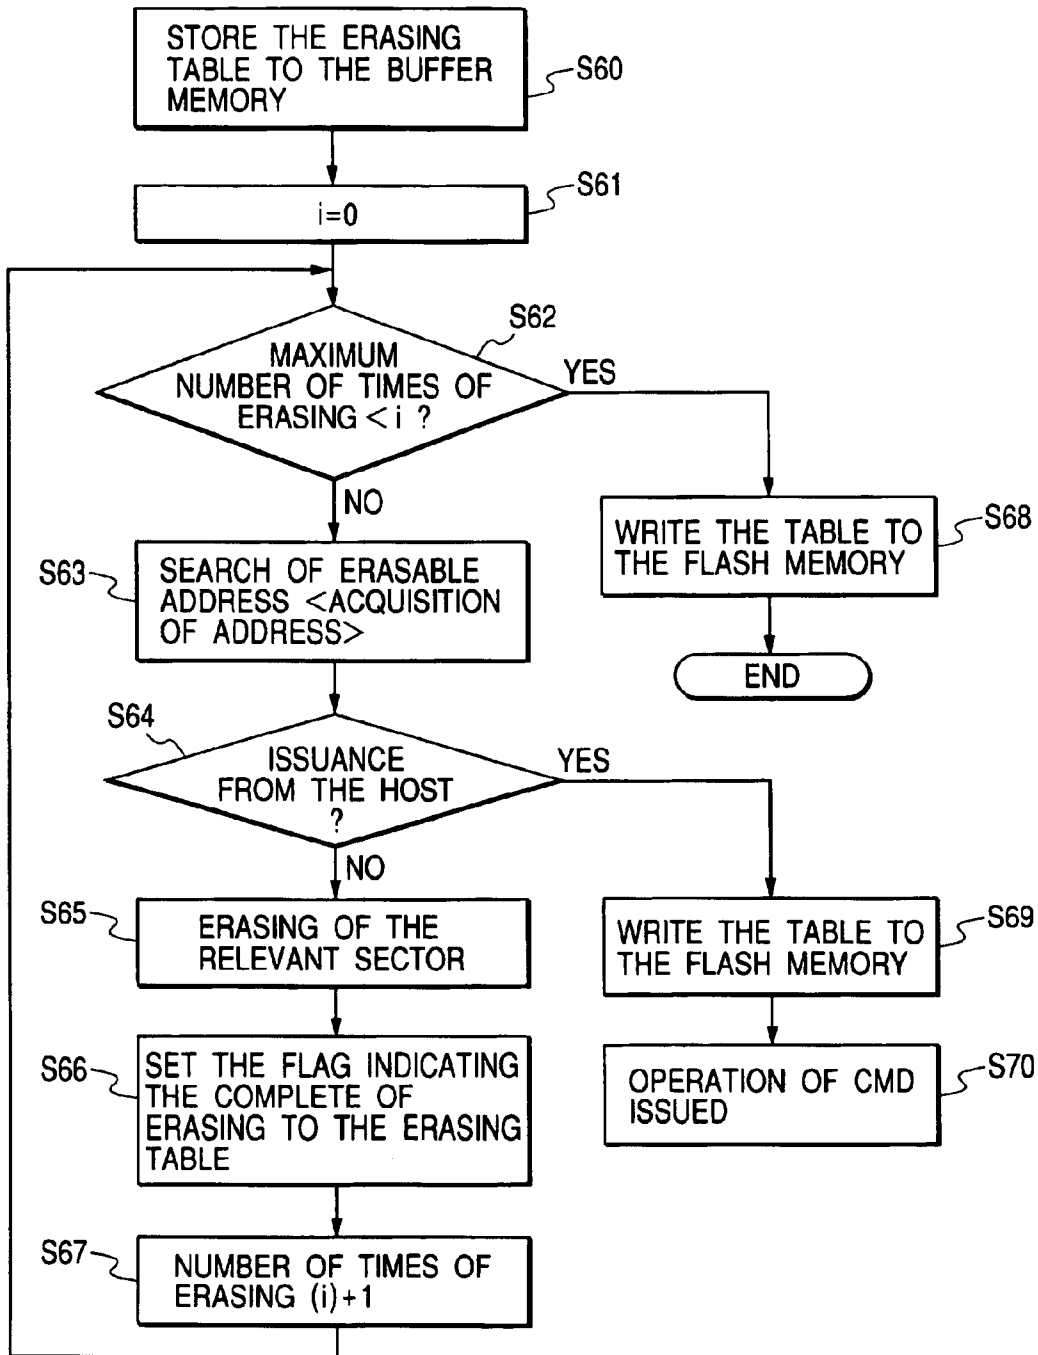 STORE THE ERASING
TABLE TO THE BUFFER
MEMORY
S60
i=0
S61
S62
MAXIMUM
NUMBER OF TIMES OF
ERASING < i ?
YES
NO
S63
SEARCH OF ERASABLE
ADDRESS <ACQUISITION
OF ADDRESS>
WRITE THE TABLE TO
THE FLASH MEMORY
S68
END
S64
ISSUANCE
FROM THE HOST
?
YES
NO
S65
ERASING OF THE
RELEVANT SECTOR
WRITE THE TABLE TO
THE FLASH MEMORY
S69
S66
SET THE FLAG INDICATING
THE COMPLETE OF
ERASING TO THE ERASING
TABLE
OPERATION OF CMD
ISSUED
S70
S67
NUMBER OF TIMES OF
ERASING (i)+1